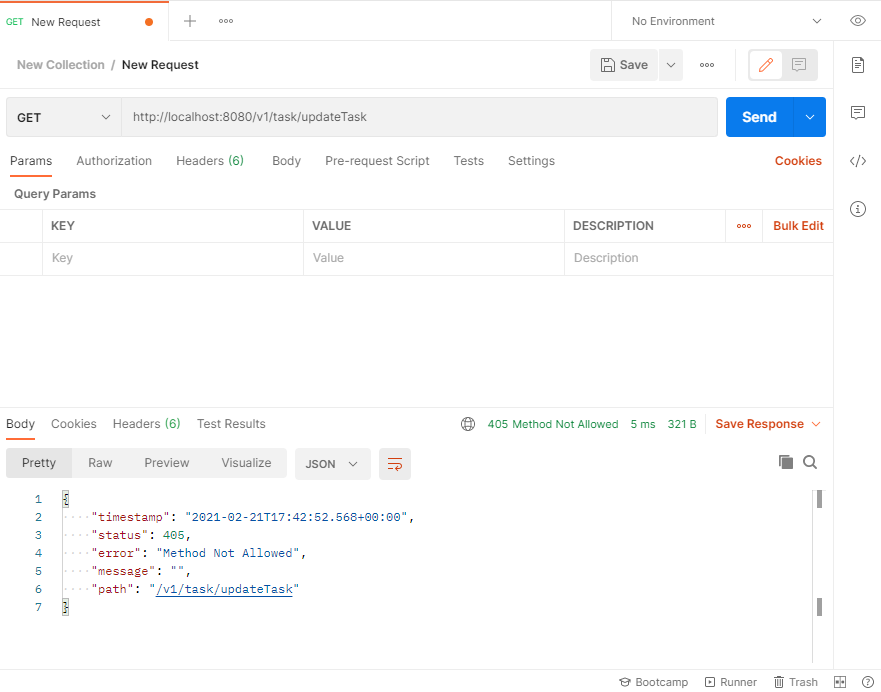 GET New Request No Environment
New Collection / New Request Save
GET http://localhost:8080/v1/task/updateTask Send
Params Authorization Headers (6) Body Pre-request Script Tests Settings Cookies
Query Params
KEY VALUE DESCRIPTION Bulk Edit
Key Value Description
Body Cookies Headers (6) Test Results 405 Method Not Allowed 5 ms 321 B Save Response
Pretty Raw Preview Visualize JSON
1 {
2 "timestamp": "2021-02-21T17:42:52.568+00:00",
3 "status": 405,
4 "error": "Method Not Allowed",
5 "message": "",
6 "path": "/v1/task/updateTask"
7 }
Bootcamp Runner Trash